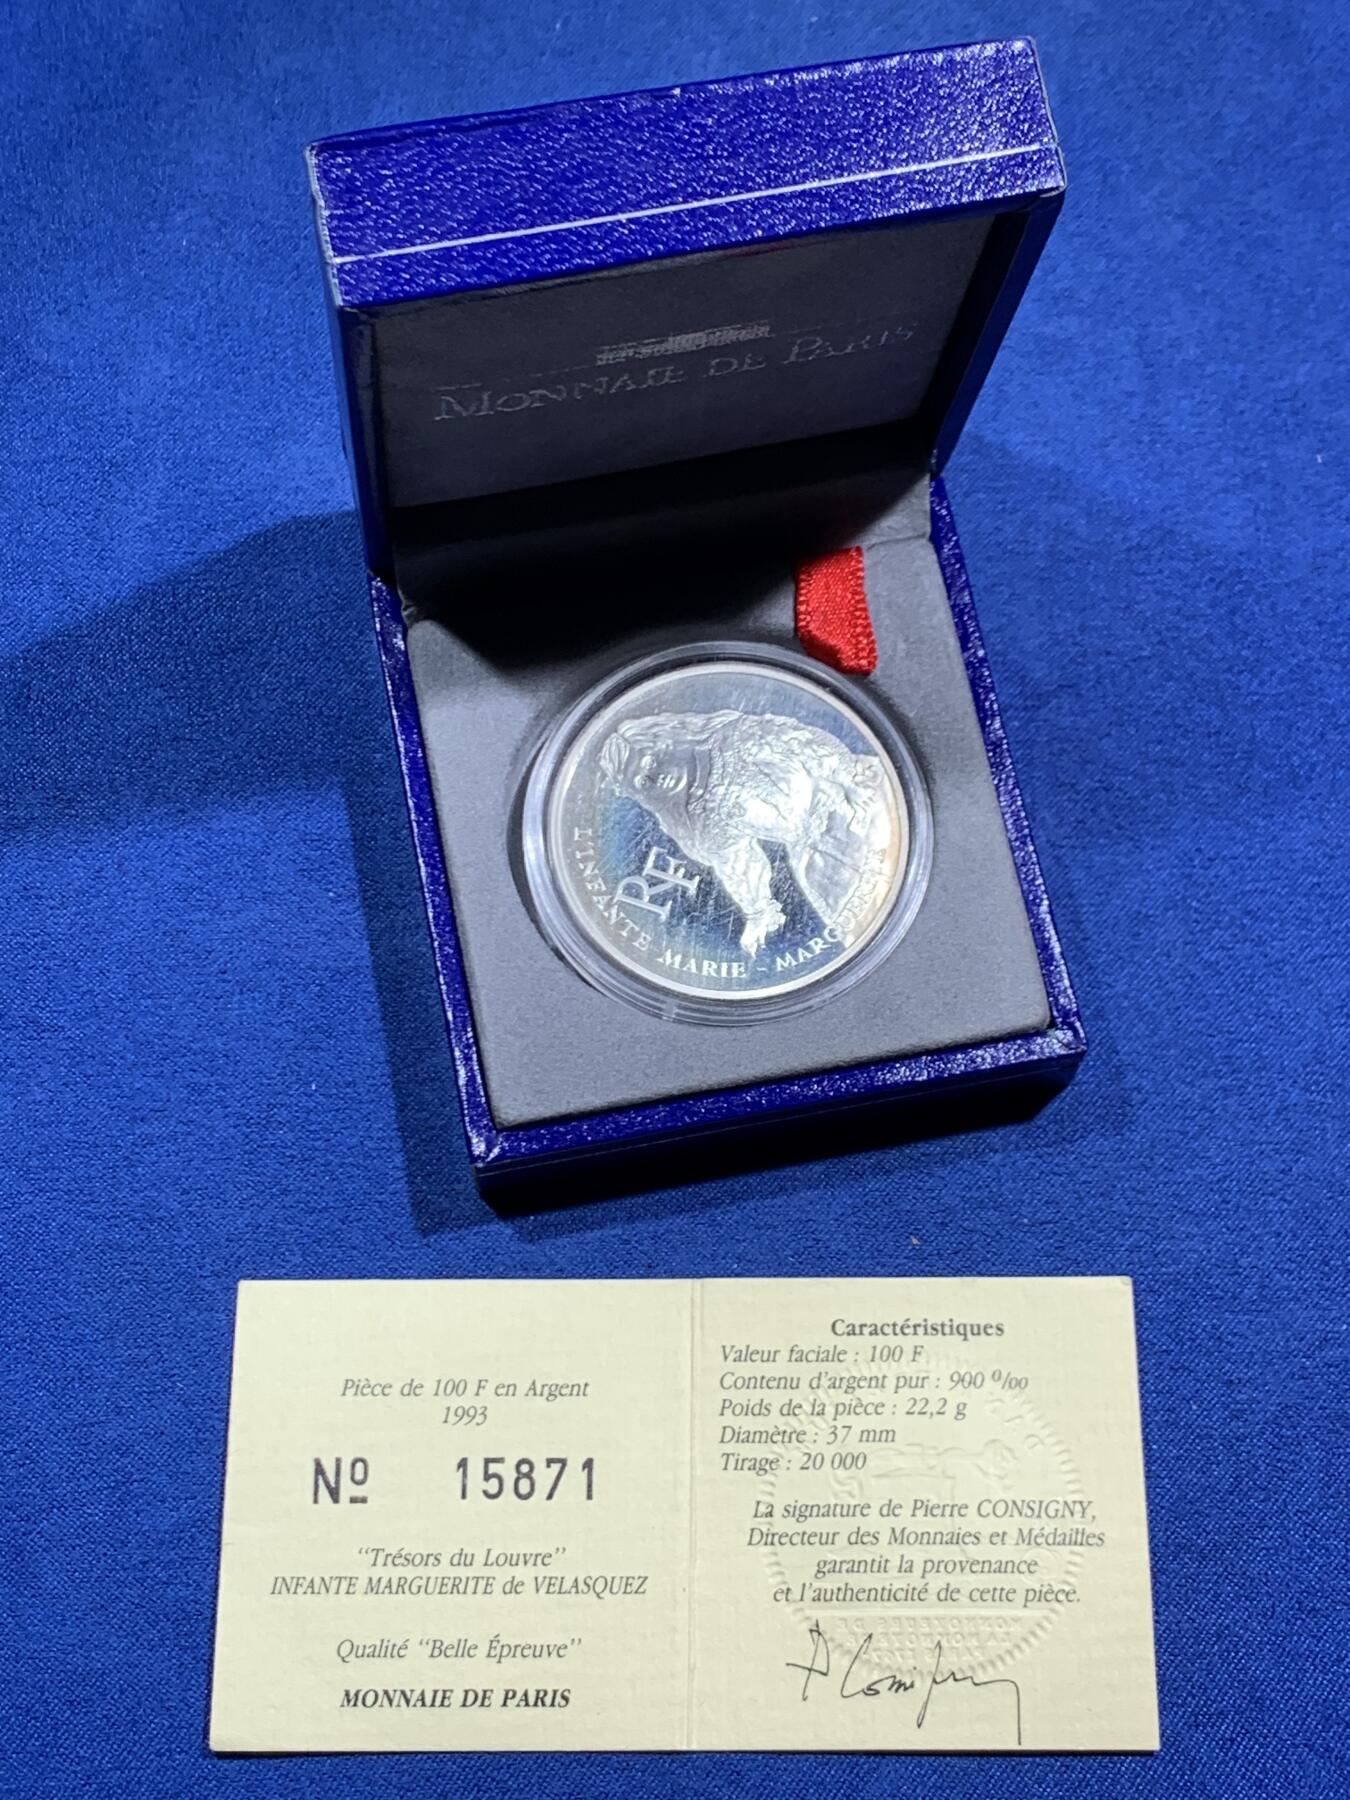 MONNAIE DE PARIS
RF
L'INFANTE MARIE - MARGUERITE
Pièce de 100 F en Argent
1993
Nº 15871
“Trésors du Louvre”
INFANTE MARGUERITE de VELASQUEZ
Qualité “Belle Épreuve”
MONNAIE DE PARIS
Caractéristiques
Valeur faciale : 100 F
Contenu d'argent pur : 900 º/oo
Poids de la pièce : 22,2 g
Diamètre : 37 mm
Tirage : 20 000
La signature de Pierre CONSIGNY,
Directeur des Monnaies et Médailles
garantit la provenance
et l'authenticité de cette pièce.